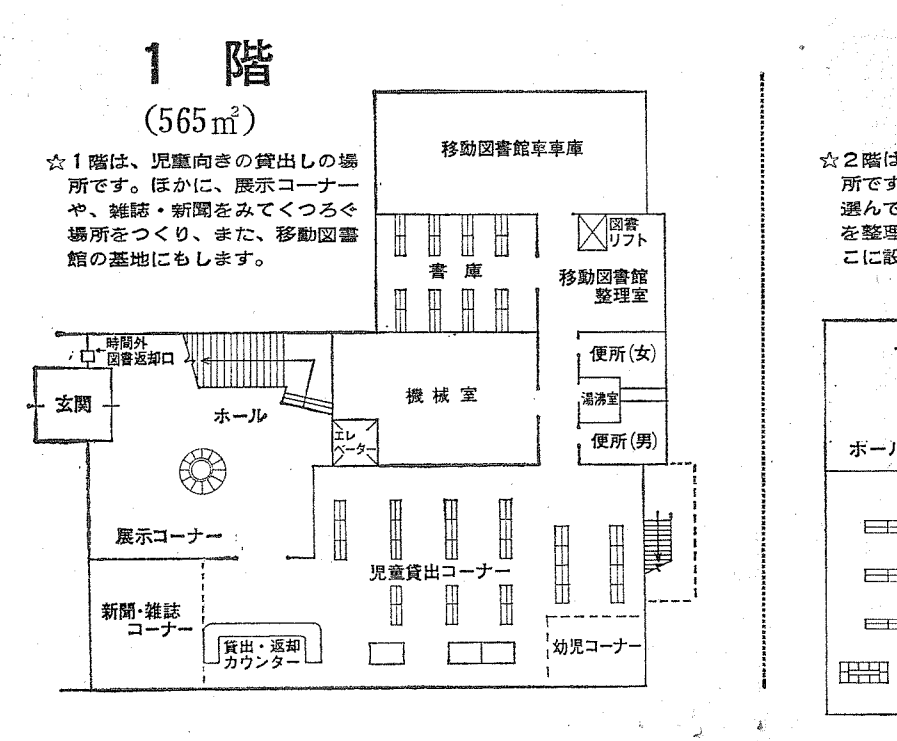 1 階
(565㎡)
☆1階は、児童向きの貸出しの場
所です。ほかに、展示コーナー
や、雑誌・新聞をみてくつろぐ
場所をつくり、また、移動図書
館の基地にもします。
移動図書館車車庫
図書
リフト
書 庫
移動図書館
整理室
時間外
図書返却口
玄関
ホール
機 械 室
エレ
ベーター
便所(女)
湯沸室
便所(男)
展示コーナー
児童貸出コーナー
新聞・雑誌
コーナー
貸出・返却
カウンター
幼児コーナー
☆2階は
所です
選んで
を整理
こに設
ホール